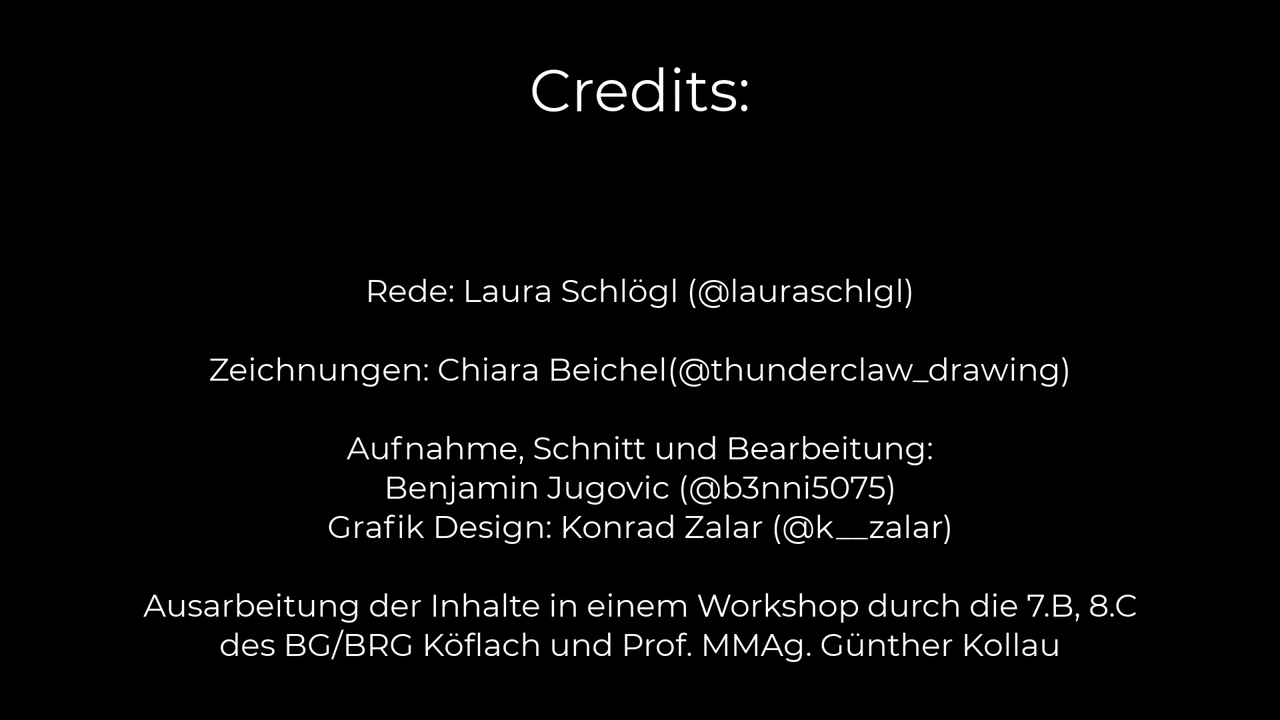 Credits:
Rede: Laura Schlögl (@lauraschlgl)
Zeichnungen: Chiara Beichel(@thunderclaw_drawing)
Aufnahme, Schnitt und Bearbeitung:
Benjamin Jugovic (@b3nni5075)
Grafik Design: Konrad Zalar (@k__zalar)
Ausarbeitung der Inhalte in einem Workshop durch die 7.B, 8.C
des BG/BRG Köflach und Prof. MMAg. Günther Kollau